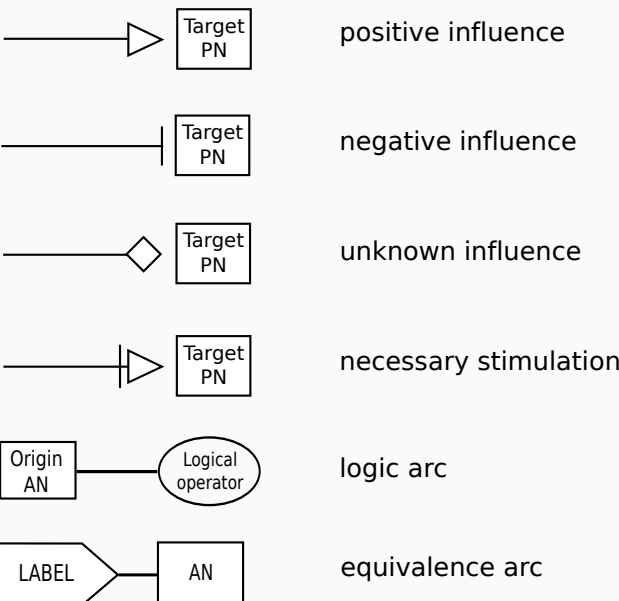 Target
PN
positive influence
Target
PN
negative influence
Target
PN
unknown influence
Target
PN
necessary stimulation
Origin
AN
Logical
operator
logic arc
LABEL
AN
equivalence arc